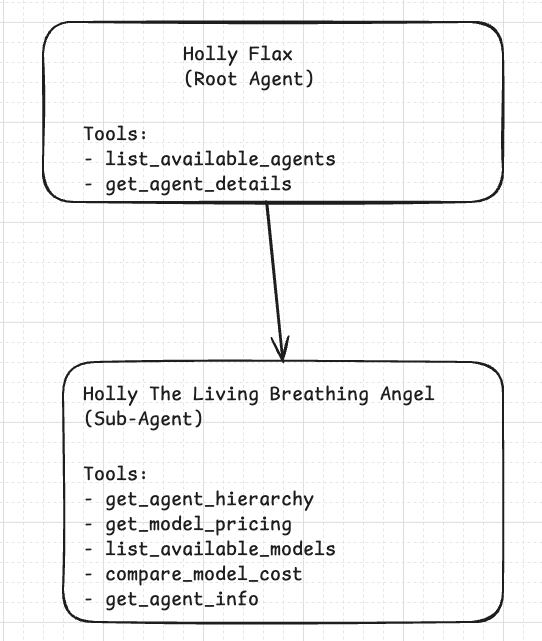 Holly Flax
(Root Agent)
Tools:
- list_available_agents
- get_agent_details
Holly The Living Breathing Angel
(Sub-Agent)
Tools:
- get_agent_hierarchy
- get_model_pricing
- list_available_models
- compare_model_cost
- get_agent_info